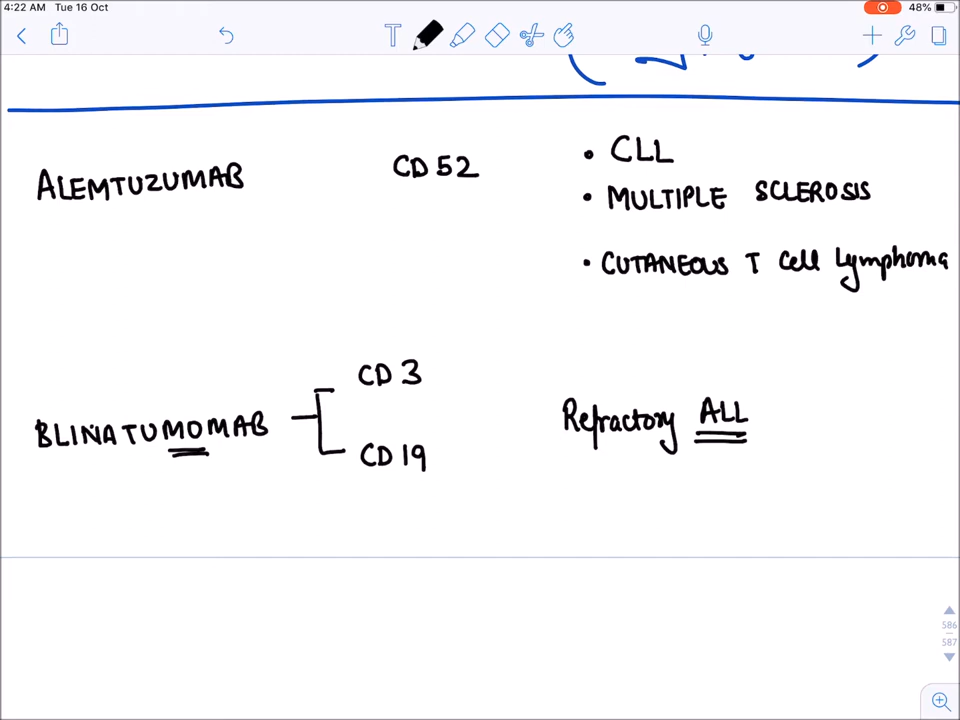 4:22 AM Tue 16 Oct 48%
T
ALEMTUZUMAB CD 52 • CLL
• MULTIPLE SCLEROSIS
• CUTANEOUS T Cell Lymphoma
BLINATUMOMAB CD 3
CD 19
Refractory ALL
586
587